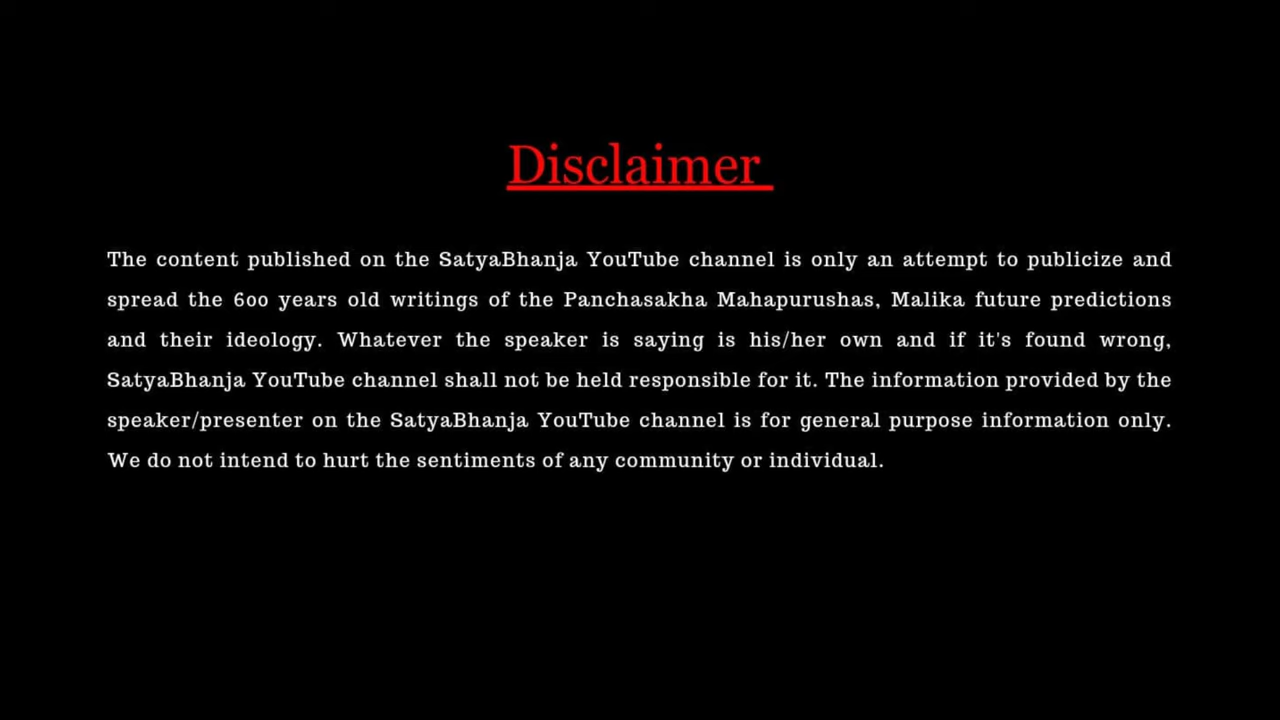 Disclaimer
The content published on the SatyaBhanja YouTube channel is only an attempt to publicize and
spread the 600 years old writings of the Panchasakha Mahapurushas, Malika future predictions
and their ideology. Whatever the speaker is saying is his/her own and if it's found wrong,
SatyaBhanja YouTube channel shall not be held responsible for it. The information provided by the
speaker/presenter on the SatyaBhanja YouTube channel is for general purpose information only.
We do not intend to hurt the sentiments of any community or individual.